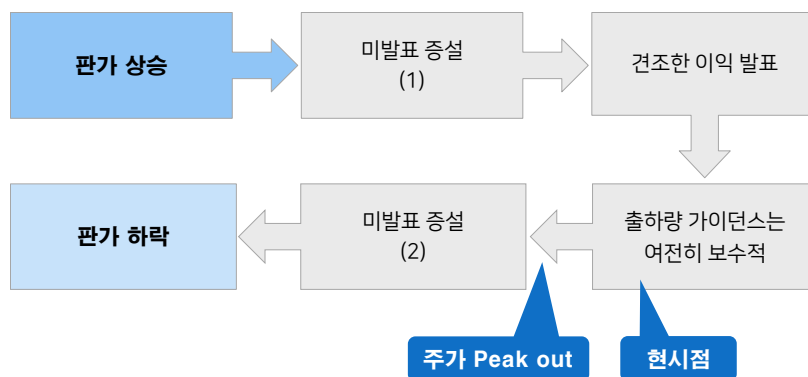 판가 상승
미발표 증설
(1)
견조한 이익 발표
판가 하락
미발표 증설
(2)
출하량 가이던스는
여전히 보수적
주가 Peak out
현시점